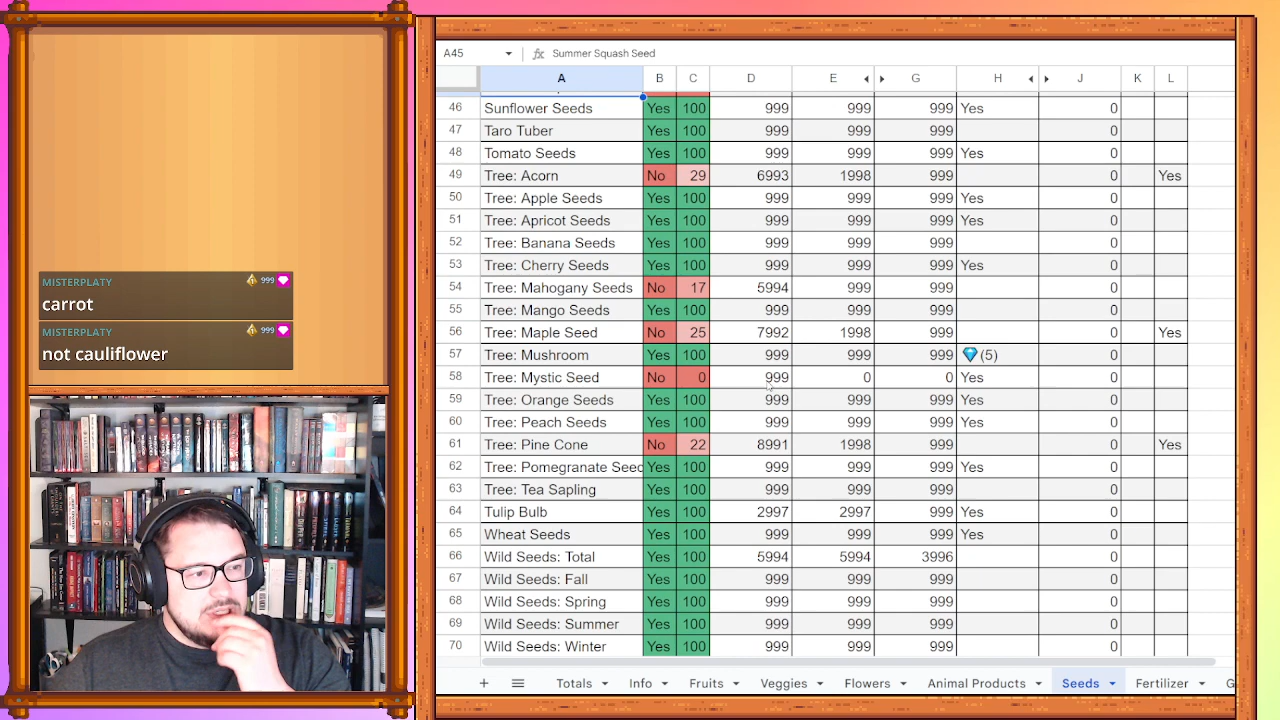 MISTERPLATY 999
carrot
MISTERPLATY 999
not cauliflower
A45 fx Summer Squash Seed
A B C D E G H J K L
46 Sunflower Seeds Yes 100 999 999 999 Yes 0
47 Taro Tuber Yes 100 999 999 999 0
48 Tomato Seeds Yes 100 999 999 999 Yes 0
49 Tree: Acorn No 29 6993 1998 999 0 Yes
50 Tree: Apple Seeds Yes 100 999 999 999 Yes 0
51 Tree: Apricot Seeds Yes 100 999 999 999 Yes 0
52 Tree: Banana Seeds Yes 100 999 999 999 0
53 Tree: Cherry Seeds Yes 100 999 999 999 Yes 0
54 Tree: Mahogany Seeds No 17 5994 999 999 0
55 Tree: Mango Seeds Yes 100 999 999 999 0
56 Tree: Maple Seed No 25 7992 1998 999 0 Yes
57 Tree: Mushroom Yes 100 999 999 999 💎(5) 0
58 Tree: Mystic Seed No 0 999 0 0 Yes 0
59 Tree: Orange Seeds Yes 100 999 999 999 Yes 0
60 Tree: Peach Seeds Yes 100 999 999 999 Yes 0
61 Tree: Pine Cone No 22 8991 1998 999 0 Yes
62 Tree: Pomegranate Seed Yes 100 999 999 999 Yes 0
63 Tree: Tea Sapling Yes 100 999 999 999 0
64 Tulip Bulb Yes 100 2997 2997 999 Yes 0
65 Wheat Seeds Yes 100 999 999 999 Yes 0
66 Wild Seeds: Total Yes 100 5994 5994 3996 0
67 Wild Seeds: Fall Yes 100 999 999 999 0
68 Wild Seeds: Spring Yes 100 999 999 999 0
69 Wild Seeds: Summer Yes 100 999 999 999 0
70 Wild Seeds: Winter Yes 100 999 999 999 0
Totals Info Fruits Veggies Flowers Animal Products Seeds Fertilizer G